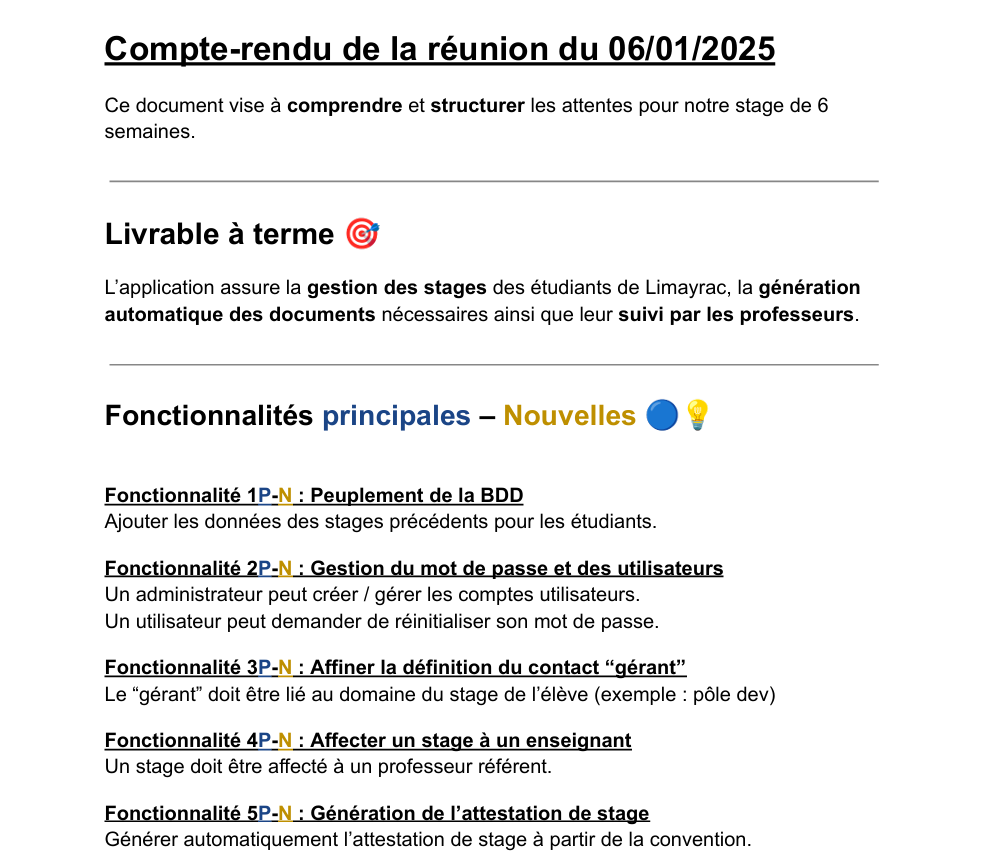 Compte-rendu de la réunion du 06/01/2025
Ce document vise à comprendre et structurer les attentes pour notre stage de 6
semaines.
Livrable à terme 🎯
L’application assure la gestion des stages des étudiants de Limayrac, la génération
automatique des documents nécessaires ainsi que leur suivi par les professeurs.
Fonctionnalités principales – Nouvelles 🔵💡
Fonctionnalité 1P-N : Peuplement de la BDD
Ajouter les données des stages précédents pour les étudiants.
Fonctionnalité 2P-N : Gestion du mot de passe et des utilisateurs
Un administrateur peut créer / gérer les comptes utilisateurs.
Un utilisateur peut demander de réinitialiser son mot de passe.
Fonctionnalité 3P-N : Affiner la définition du contact “gérant”
Le “gérant” doit être lié au domaine du stage de l’élève (exemple : pôle dev)
Fonctionnalité 4P-N : Affecter un stage à un enseignant
Un stage doit être affecté à un professeur référent.
Fonctionnalité 5P-N : Génération de l’attestation de stage
Générer automatiquement l’attestation de stage à partir de la convention.